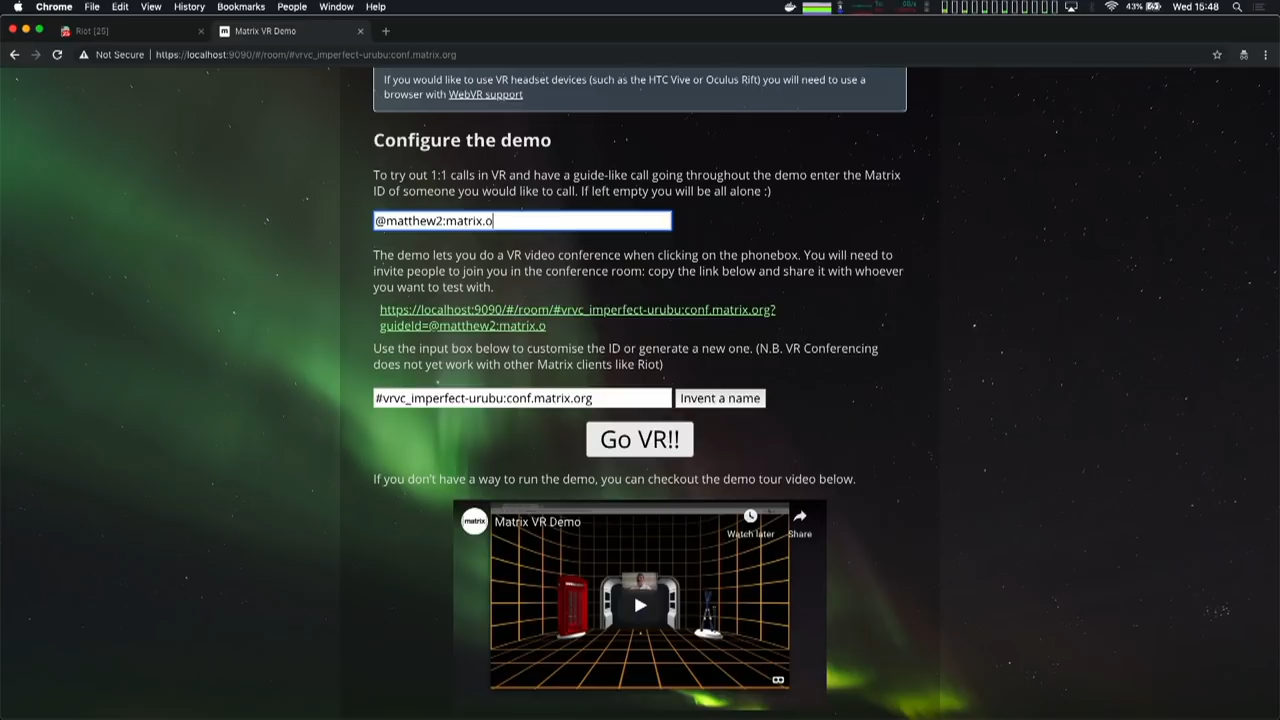 Chrome File Edit View History Bookmarks People Window Help 43% Wed 15:48
Riot [25] Matrix VR Demo
Not Secure https://localhost:9090/#/room/#vrvc_imperfect-urubu:conf.matrix.org
If you would like to use VR headset devices (such as the HTC Vive or Oculus Rift) you will need to use a
browser with WebVR support
Configure the demo
To try out 1:1 calls in VR and have a guide-like call going throughout the demo enter the Matrix
ID of someone you would like to call. If left empty you will be all alone :)
@matthew2:matrix.o
The demo lets you do a VR video conference when clicking on the phonebox. You will need to
invite people to join you in the conference room: copy the link below and share it with whoever
you want to test with.
https://localhost:9090/#/room/#vrvc_imperfect-urubu:conf.matrix.org?
guideId=@matthew2:matrix.o
Use the input box below to customise the ID or generate a new one. (N.B. VR Conferencing
does not yet work with other Matrix clients like Riot)
#vrvc_imperfect-urubu:conf.matrix.org Invent a name
Go VR!!
If you don't have a way to run the demo, you can checkout the demo tour video below.
matrix Matrix VR Demo
Watch later Share